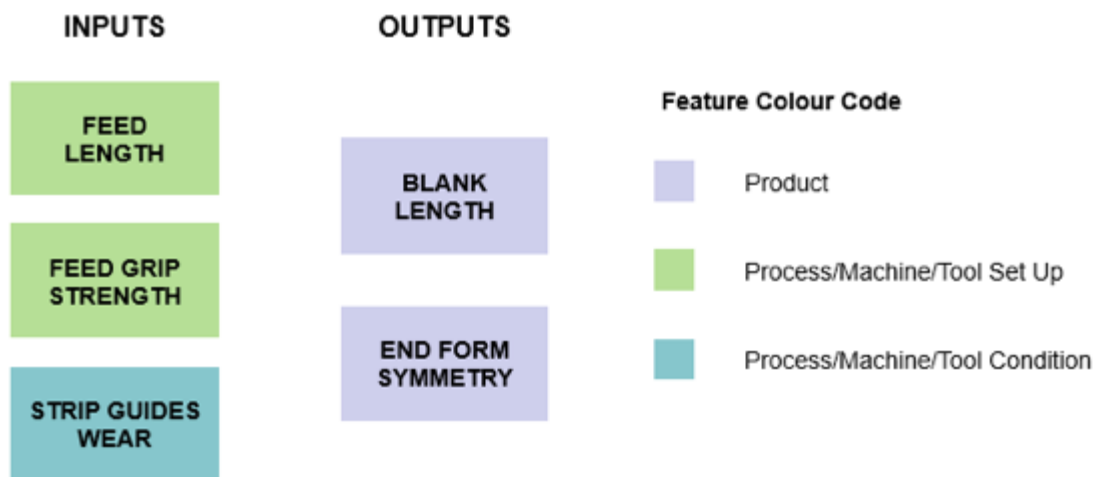 INPUTS
OUTPUTS
FEED
LENGTH
FEED GRIP
STRENGTH
STRIP GUIDES
WEAR
BLANK
LENGTH
END FORM
SYMMETRY
Feature Colour Code
Product
Process/Machine/Tool Set Up
Process/Machine/Tool Condition